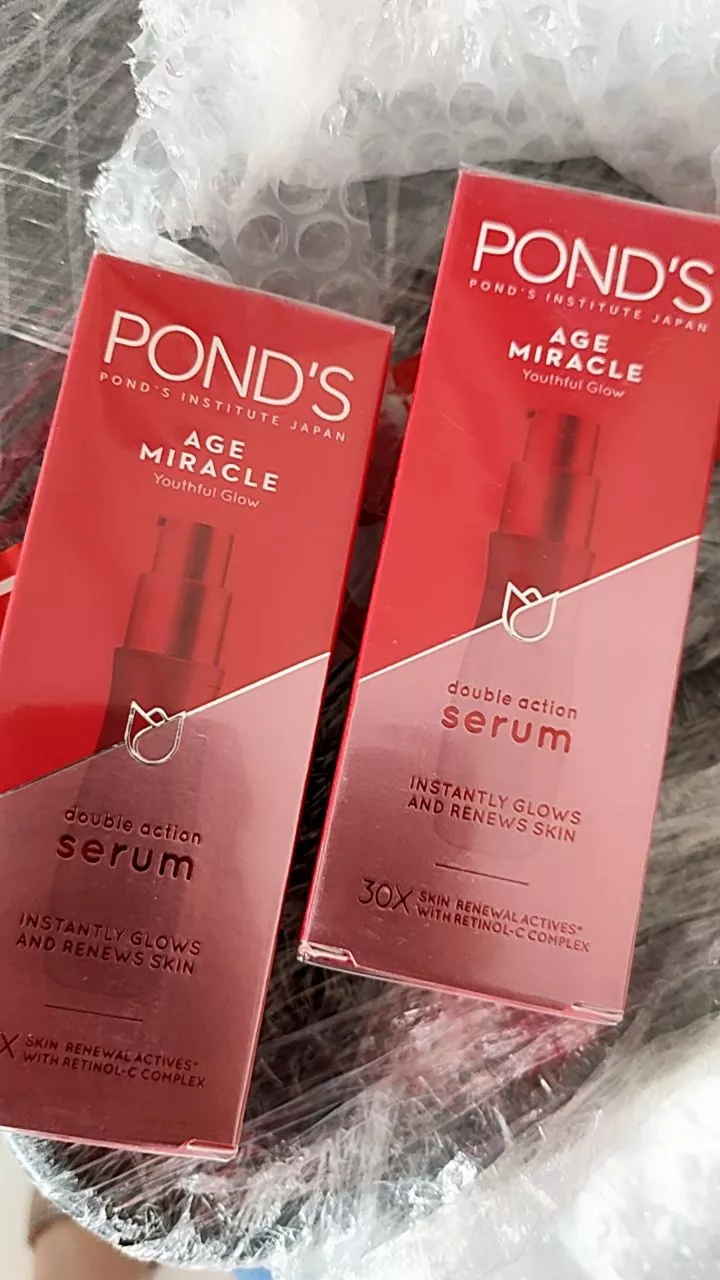 POND'S
POND'S INSTITUTE JAPAN
AGE
MIRACLE
Youthful Glow
double action
serum
INSTANTLY GLOWS
AND RENEWS SKIN
X SKIN RENEWAL ACTIVES*
WITH RETINOL-C COMPLEX
POND'S
POND'S INSTITUTE JAPAN
AGE
MIRACLE
Youthful Glow
double action
serum
INSTANTLY GLOWS
AND RENEWS SKIN
30X SKIN RENEWAL ACTIVES*
WITH RETINOL-C COMPLEX